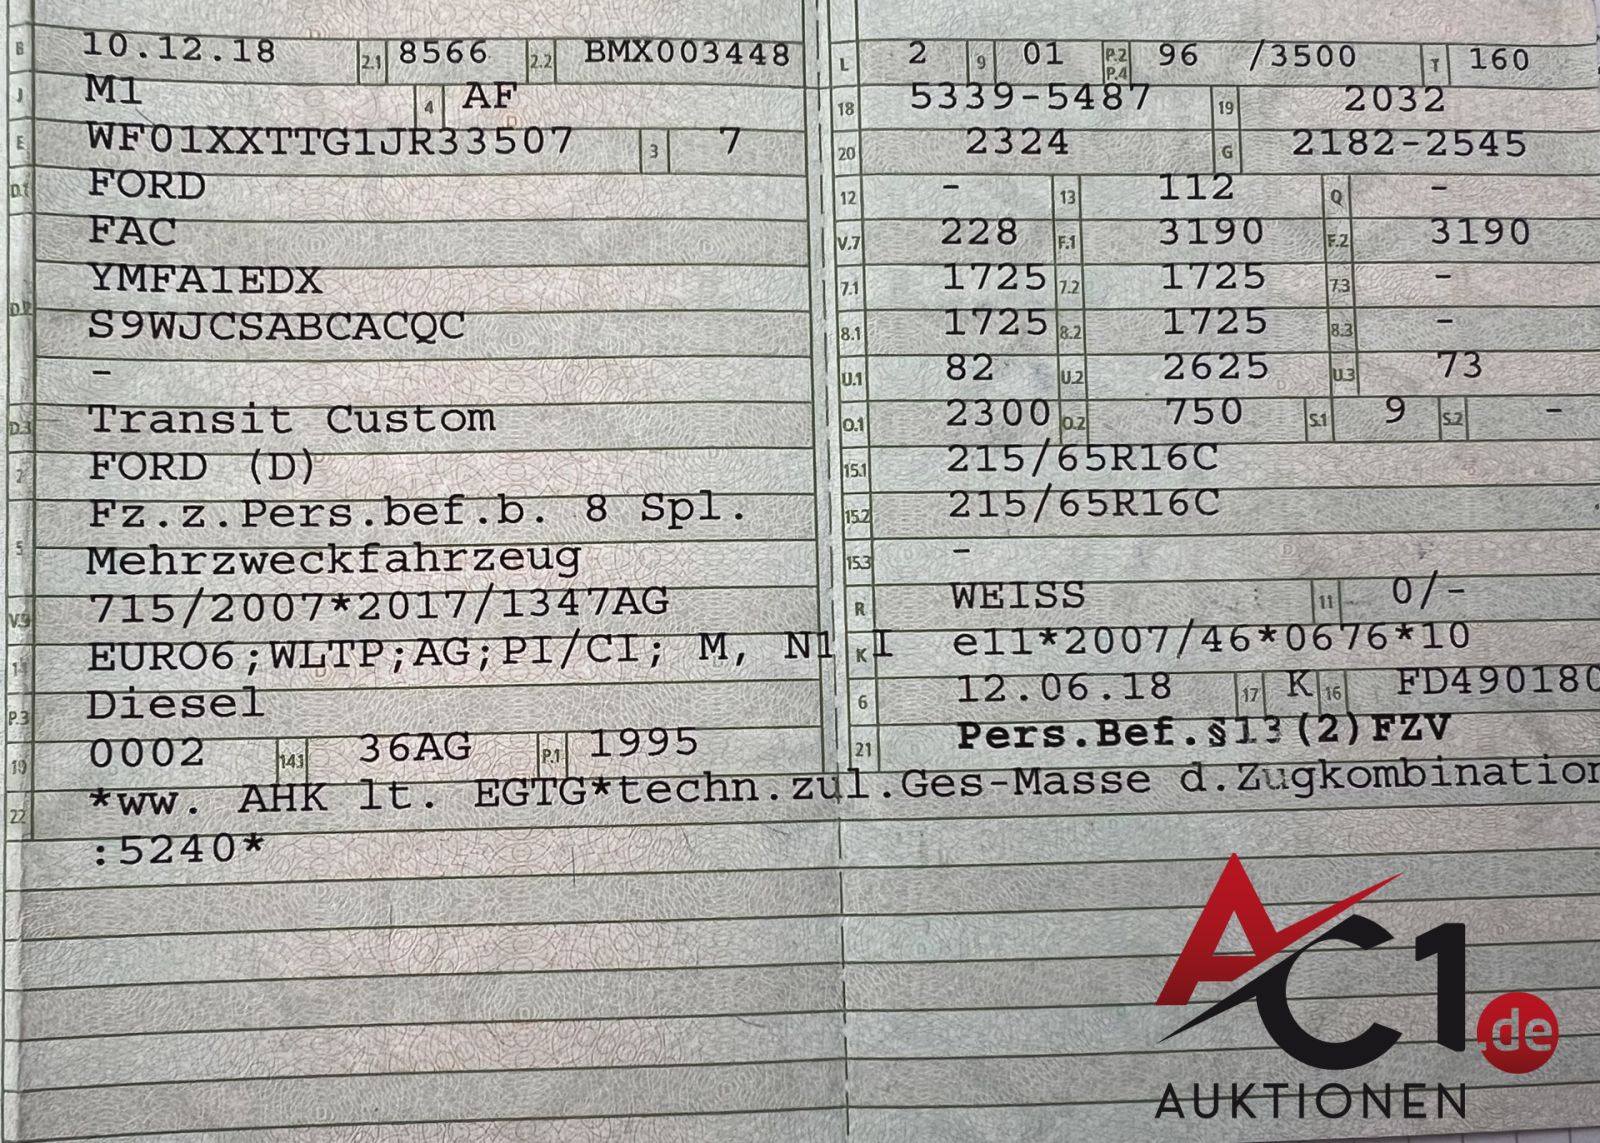 B 10.12.18 2.1 8566 2.2 BMX003448
J M1 4 AF
E WF01XXTTG1JR33507 3 7
D.1 FORD
FAC
D.2 YMFA1EDX
S9WJCSABCACQC
-
D.3 Transit Custom
2 FORD (D)
Fz.z.Pers.bef.b. 8 Spl.
5 Mehrzweckfahrzeug
V.9 715/2007*2017/1347AG
14 EURO6;WLTP;AG;PI/CI; M, N1 I
P.3 Diesel
10 0002 14.1 36AG P.1 1995
22 *ww. AHK lt. EGTG*techn.zul.Ges-Masse d.Zugkombination
:5240*
L 2 9 01 P.2 P.4 96 /3500 T 160
18 5339-5487 19 2032
20 2324 G 2182-2545
12 - 13 112 Q -
V.7 228 F.1 3190 F.2 3190
7.1 1725 7.2 1725 7.3 -
8.1 1725 8.2 1725 8.3 -
U.1 82 U.2 2625 U.3 73
O.1 2300 O.2 750 S.1 9 S.2 -
15.1 215/65R16C
15.2 215/65R16C
15.3 -
R WEISS 11 0/-
K e11*2007/46*0676*10
6 12.06.18 17 K 16 FD490180
21 Pers.Bef.§13(2)FZV
AC1.de
AUKTIONEN